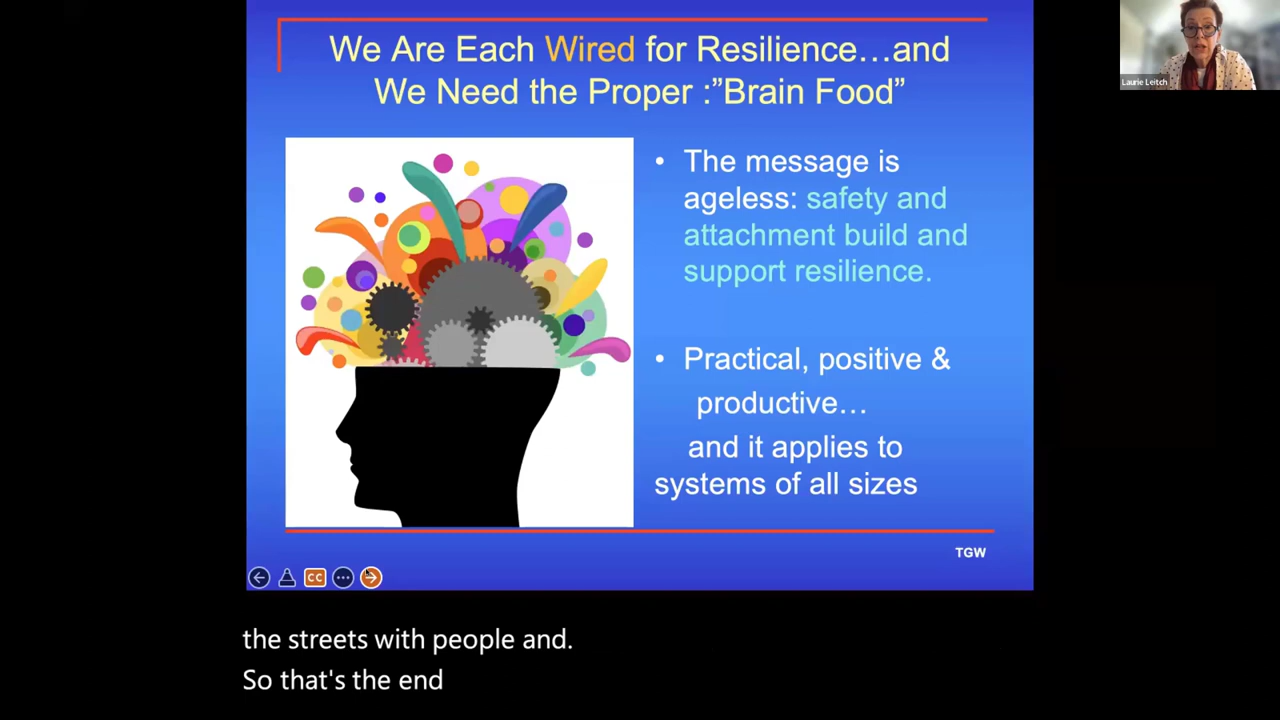 We Are Each Wired for Resilience…and
We Need the Proper :”Brain Food”
• The message is
ageless: safety and
attachment build and
support resilience.
• Practical, positive &
productive…
and it applies to
systems of all sizes
TGW
CC
the streets with people and.
So that's the end
Laurie Leitch